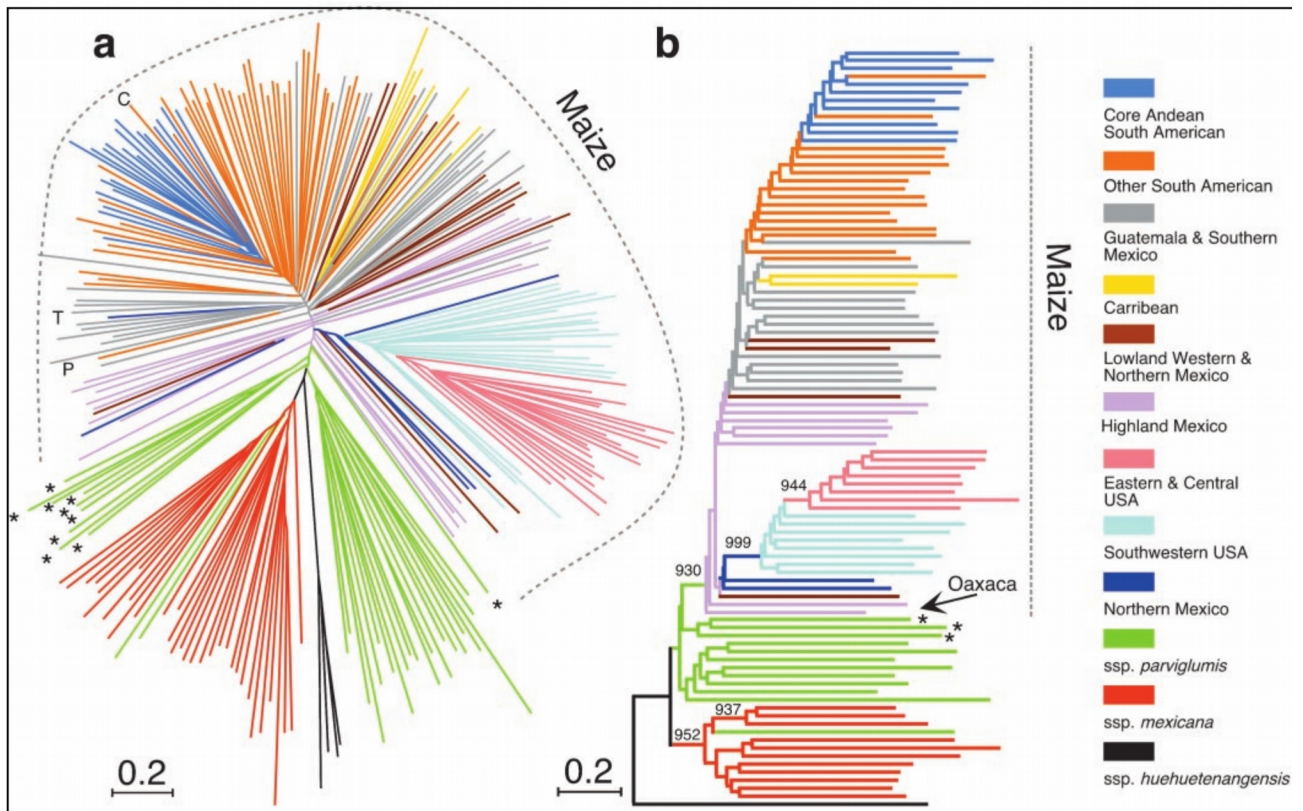 a
C
T
P
Maize
*
*
*
*
*
*
*
*
*
*
0.2
b
944
999
930
Oaxaca
*
*
*
937
952
0.2
Maize
Core Andean
South American
Other South American
Guatemala & Southern
Mexico
Carribean
Lowland Western &
Northern Mexico
Highland Mexico
Eastern & Central
USA
Southwestern USA
Northern Mexico
ssp. parviglumis
ssp. mexicana
ssp. huehuetenangensis